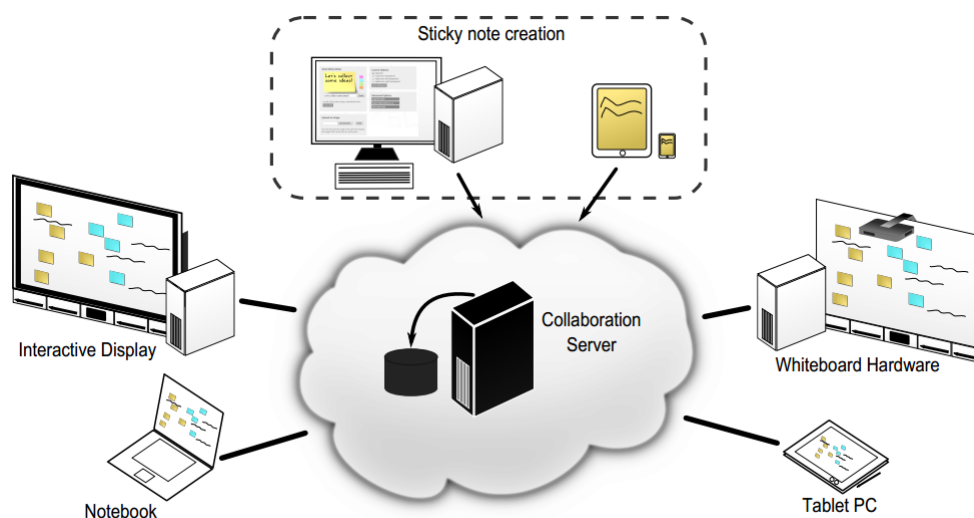 Sticky note creation
Let's collect
some ideas!
Collaboration
Server
Interactive Display
Whiteboard Hardware
Notebook
Tablet PC